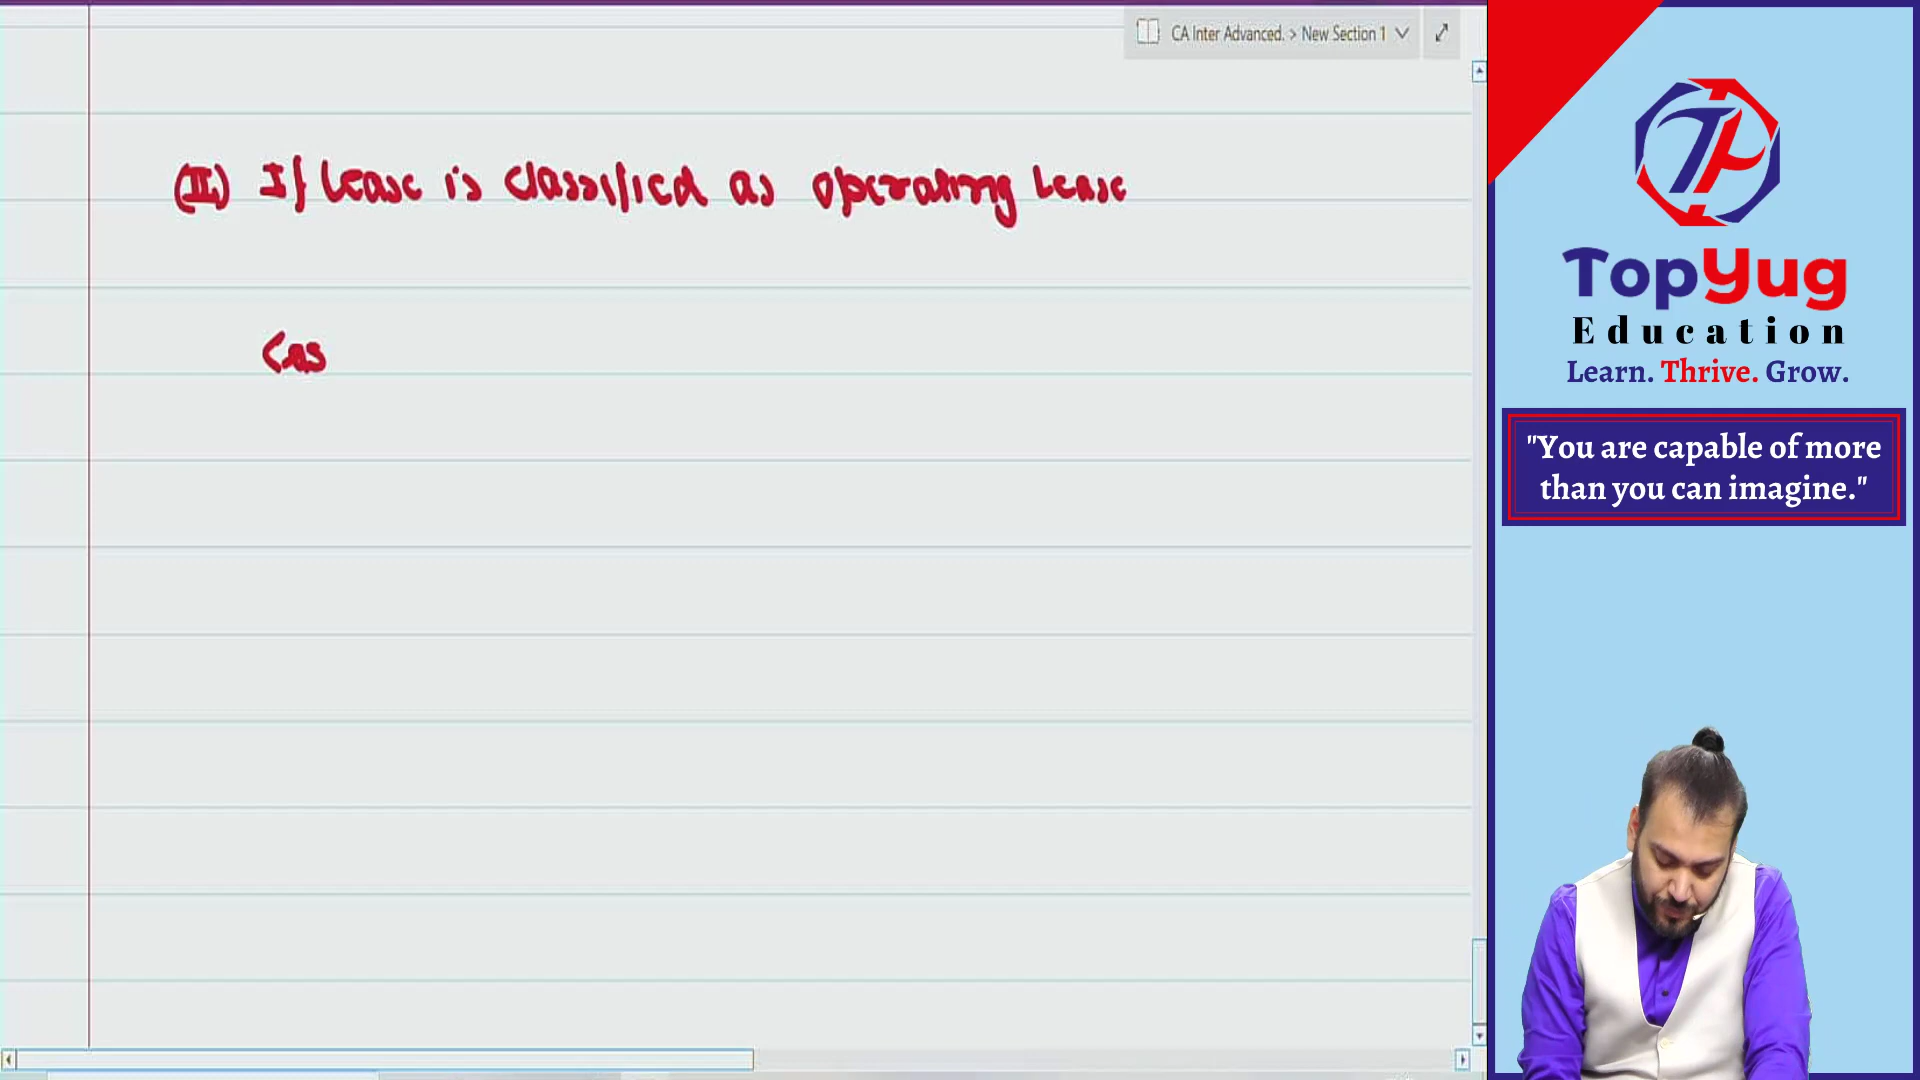 CA Inter Advanced. > New Section 1
(II) If Lease is classified as operating Lease
Cas
TopYug
Education
Learn. Thrive. Grow.
"You are capable of more
than you can imagine."